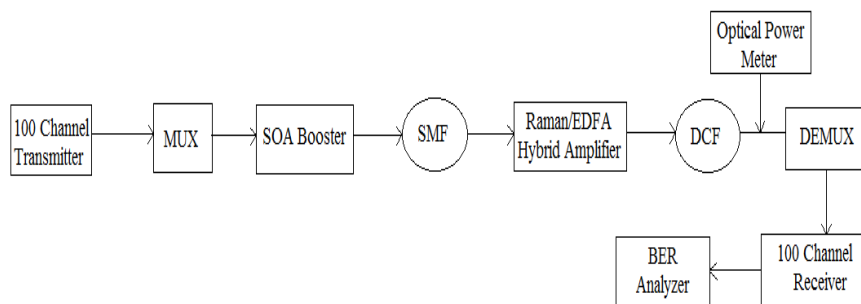 Optical Power
Meter
100 Channel
Transmitter
MUX
SOA Booster
SMF
Raman/EDFA
Hybrid Amplifier
DCF
DEMUX
BER
Analyzer
100 Channel
Receiver